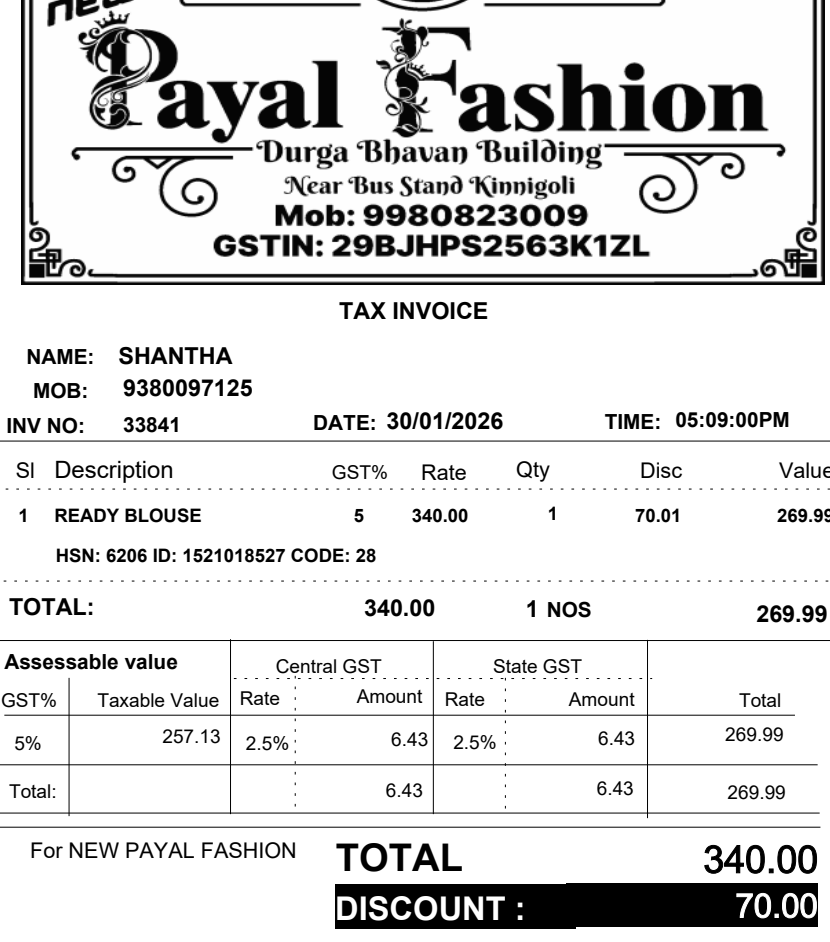 new
Payal Fashion
Durga Bhavan Building
Near Bus Stand Kinnigoli
Mob: 9980823009
GSTIN: 29BJHPS2563K1ZL
TAX INVOICE
NAME: SHANTHA
MOB: 9380097125
INV NO: 33841 DATE: 30/01/2026 TIME: 05:09:00PM
Sl Description GST% Rate Qty Disc Value
1 READY BLOUSE 5 340.00 1 70.01 269.99
HSN: 6206 ID: 1521018527 CODE: 28
TOTAL: 340.00 1 NOS 269.99
Assessable value Central GST State GST
GST% Taxable Value Rate Amount Rate Amount Total
5% 257.13 2.5% 6.43 2.5% 6.43 269.99
Total: 6.43 6.43 269.99
For NEW PAYAL FASHION TOTAL 340.00
DISCOUNT : 70.00